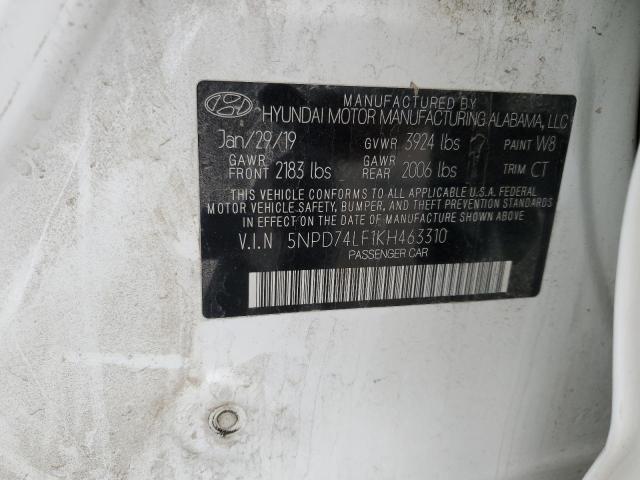 MANUFACTURED BY
HYUNDAI MOTOR MANUFACTURING ALABAMA, LLC
Jan/29/19 GVWR 3924 lbs PAINT W8
GAWR FRONT 2183 lbs GAWR REAR 2006 lbs TRIM CT
THIS VEHICLE CONFORMS TO ALL APPLICABLE U.S.A. FEDERAL
MOTOR VEHICLE SAFETY, BUMPER, AND THEFT PREVENTION STANDARDS
IN EFFECT ON THE DATE OF MANUFACTURE SHOWN ABOVE.
V.I.N 5NPD74LF1KH463310
PASSENGER CAR